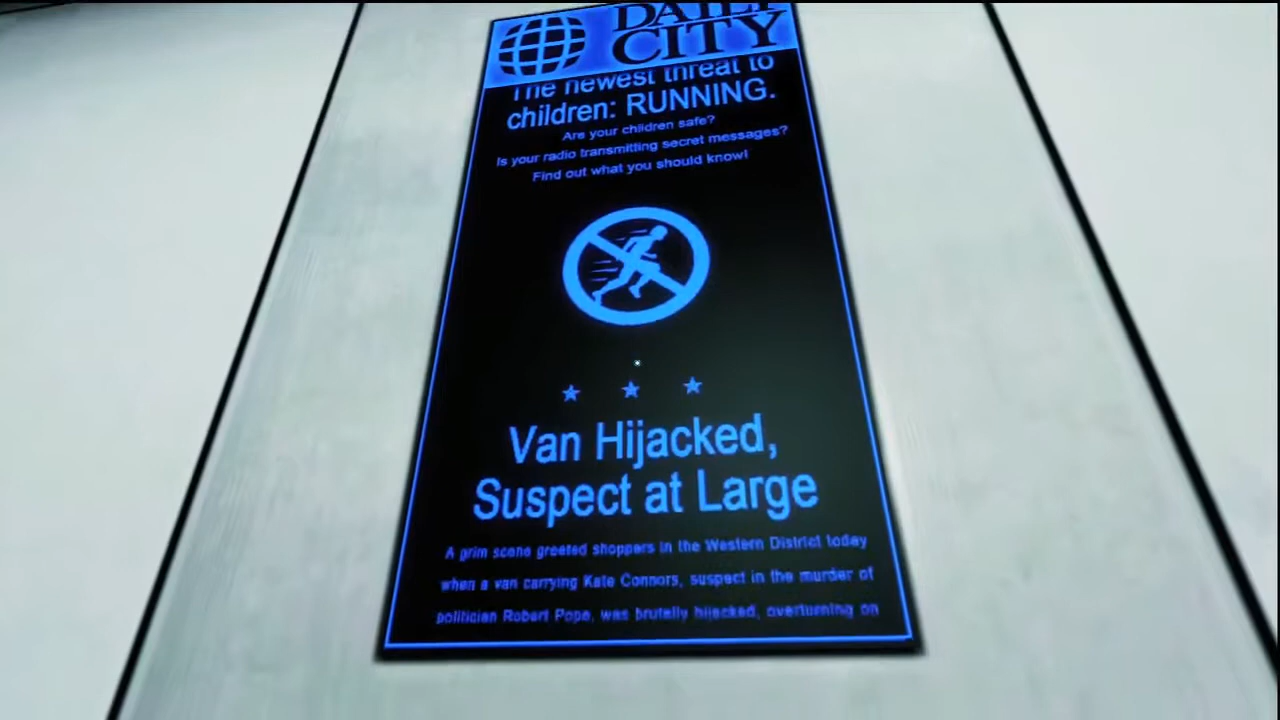 DAILY
CITY
The newest threat to
children: RUNNING.
Are your children safe?
Is your radio transmitting secret messages?
Find out what you should know!
Van Hijacked,
Suspect at Large
A grim scene greeted shoppers in the Western District today
when a van carrying Kate Connors, suspect in the murder of
politician Robert Pope, was brutally hijacked, overturning on